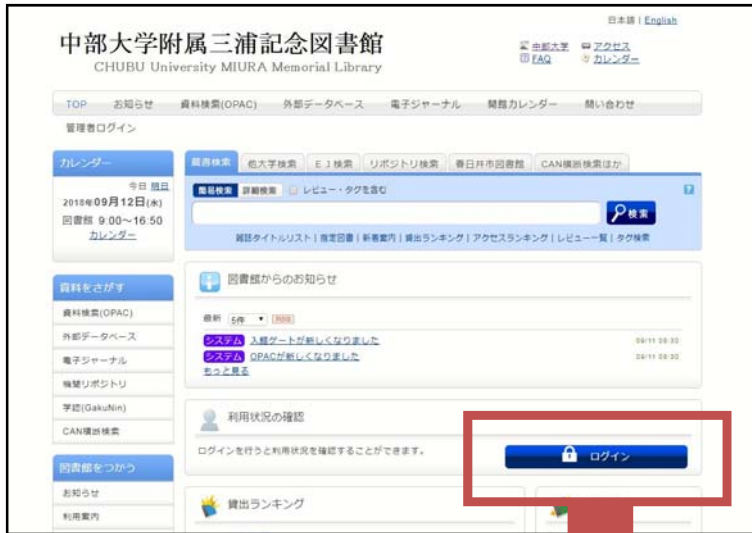 日本語 | English
中部大学附属三浦記念図書館
CHUBU University MIURA Memorial Library
中部大学 アクセス
FAQ カレンダー
TOP お知らせ 資料検索(OPAC) 外部データベース 電子ジャーナル 開館カレンダー 問い合わせ
管理者ログイン
カレンダー
今日 明日
2018年09月12日(水)
図書館 9:00~16:50
カレンダー
資料をさがす
資料検索(OPAC)
外部データベース
電子ジャーナル
機関リポジトリ
学認(GakuNin)
CAN横断検索
図書館をつかう
お知らせ
利用案内
蔵書検索 他大学検索 EJ検索 リポジトリ検索 春日井市図書館 CAN横断検索ほか
簡易検索 詳細検索 レビュー・タグを含む ?
検索
雑誌タイトルリスト | 指定図書 | 新着案内 | 貸出ランキング | アクセスランキング | レビュー一覧 | タグ検索
図書館からのお知らせ
最新 5件 RSS
システム 入館ゲートが新しくなりました 09/11 09:30
システム OPACが新しくなりました 09/11 09:30
もっと見る
利用状況の確認
ログインを行うと利用状況を確認することができます。
ログイン
貸出ランキング